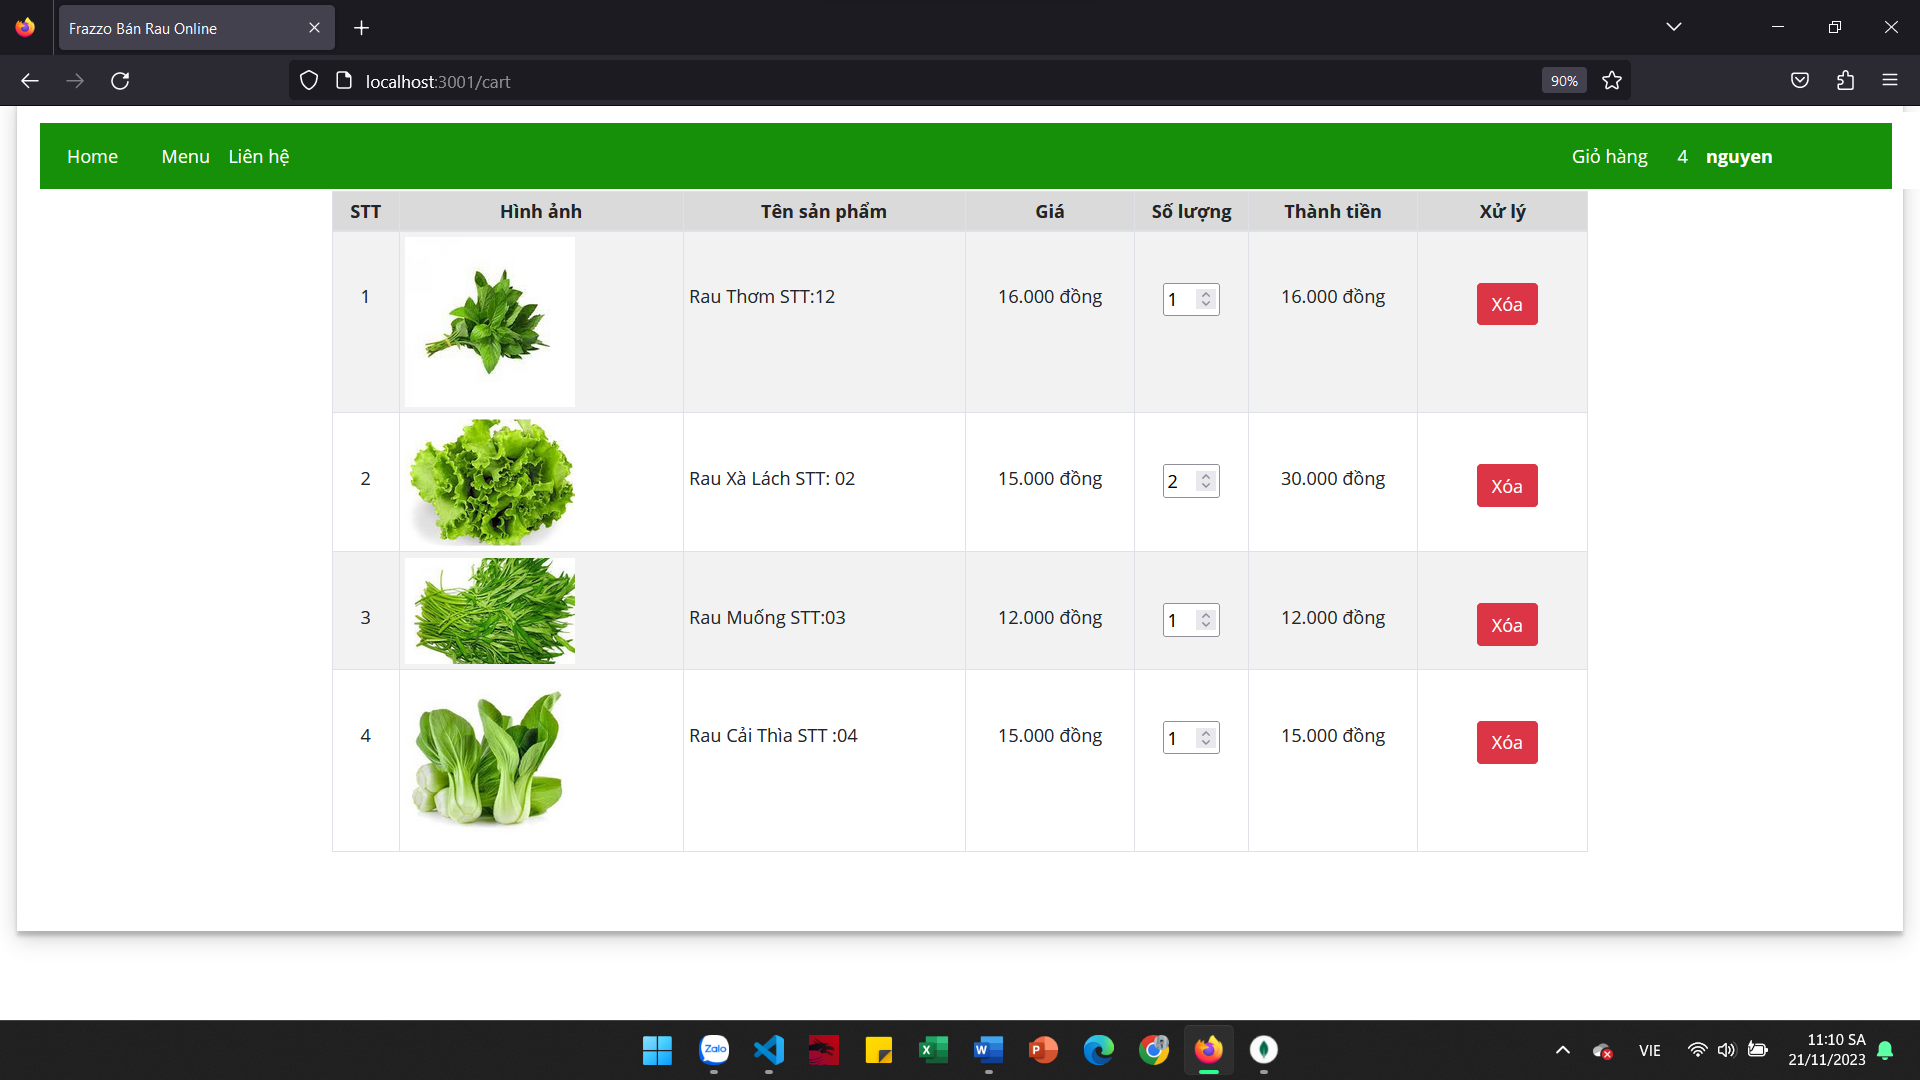 Frazzo Bán Rau Online
localhost:3001/cart
90%
Home Menu Liên hệ Giỏ hàng 4 nguyen
STT Hình ảnh Tên sản phẩm Giá Số lượng Thành tiền Xử lý
1 Rau Thơm STT:12 16.000 đồng 1 16.000 đồng Xóa
2 Rau Xà Lách STT: 02 15.000 đồng 2 30.000 đồng Xóa
3 Rau Muống STT:03 12.000 đồng 1 12.000 đồng Xóa
4 Rau Cải Thìa STT :04 15.000 đồng 1 15.000 đồng Xóa
Zalo
VIE
11:10 SA
21/11/2023